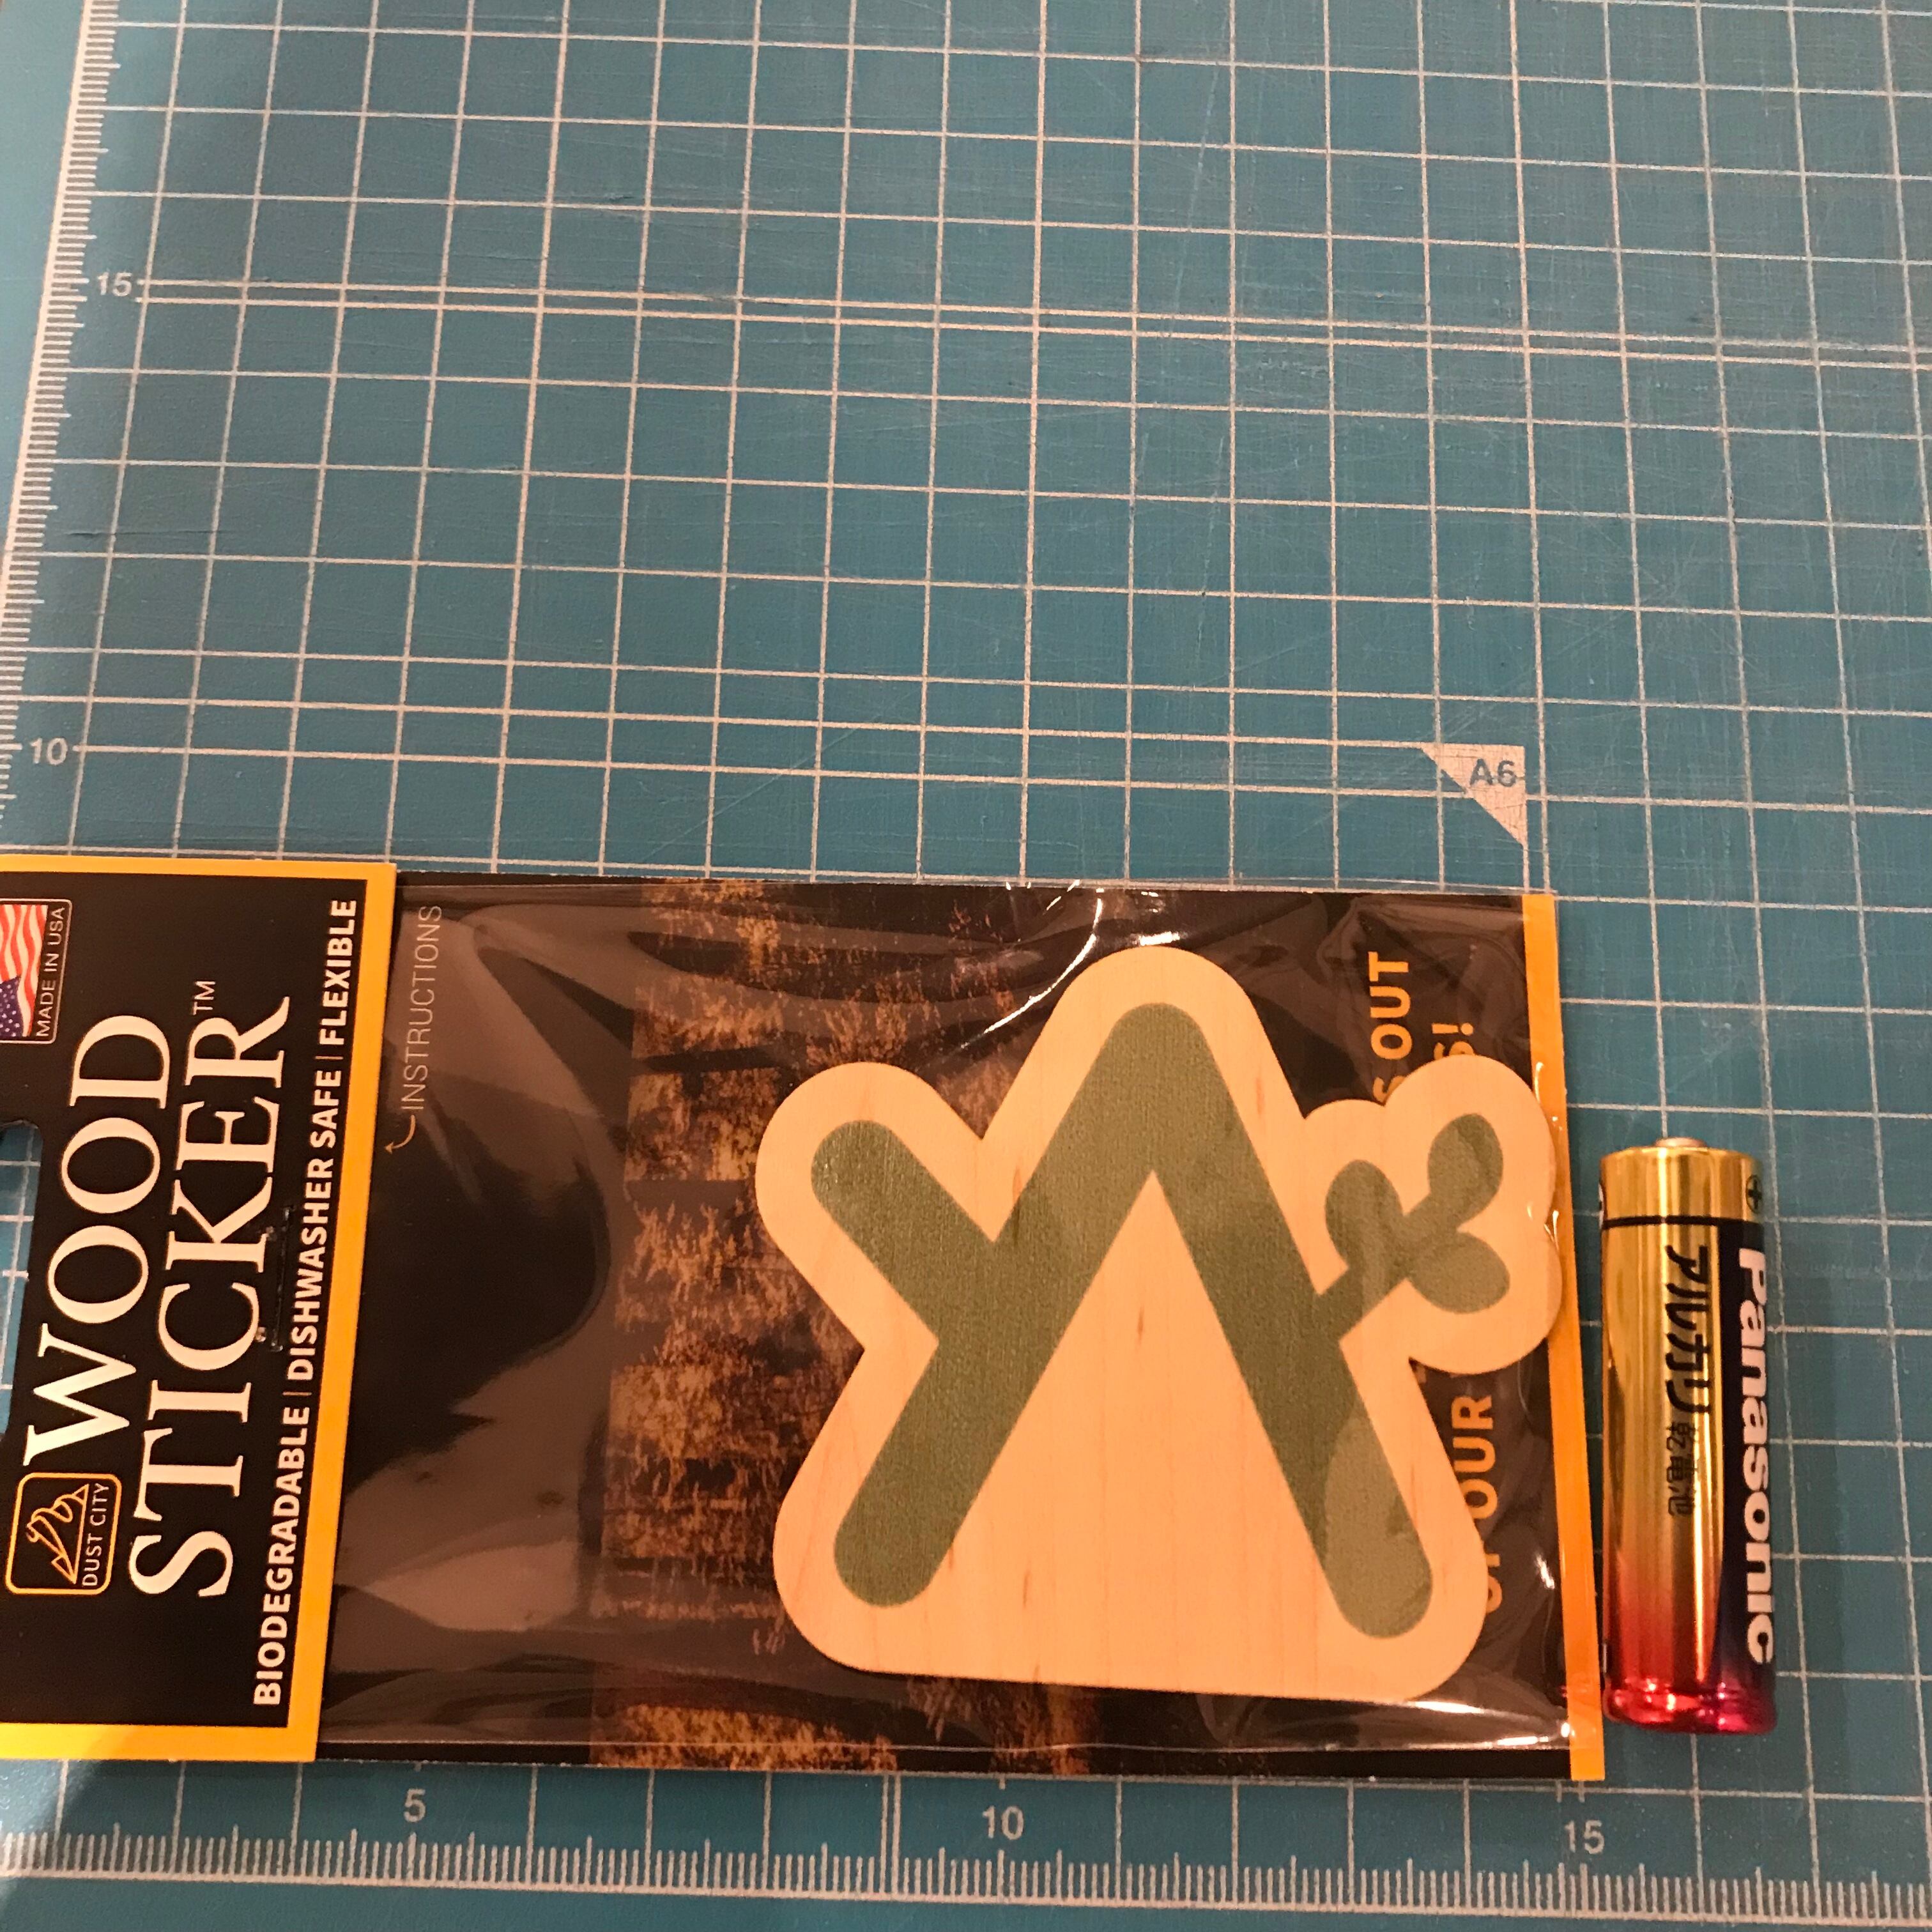 15
10
A6
MADE IN USA
WOOD
STICKER™
DUST CITY
BIODEGRADABLE | DISHWASHER SAFE | FLEXIBLE
INSTRUCTIONS
OUT
OUR
Panasonic
アルカリ乾電池
+
5
10
15